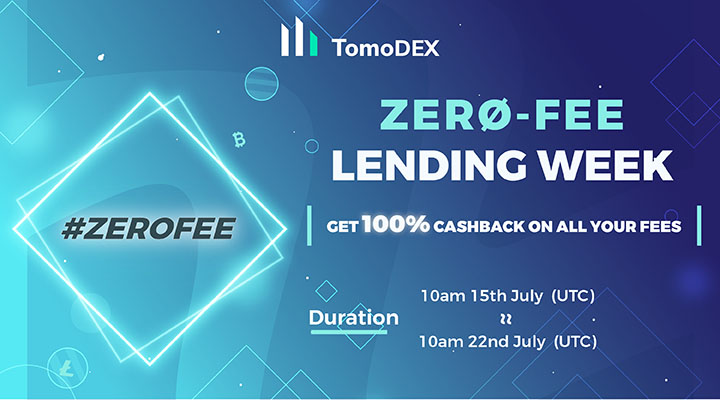 TomoDEX
ZERØ-FEE
LENDING WEEK
#ZEROFEE
GET 100% CASHBACK ON ALL YOUR FEES
Duration
10am 15th July (UTC)
≈
10am 22nd July (UTC)